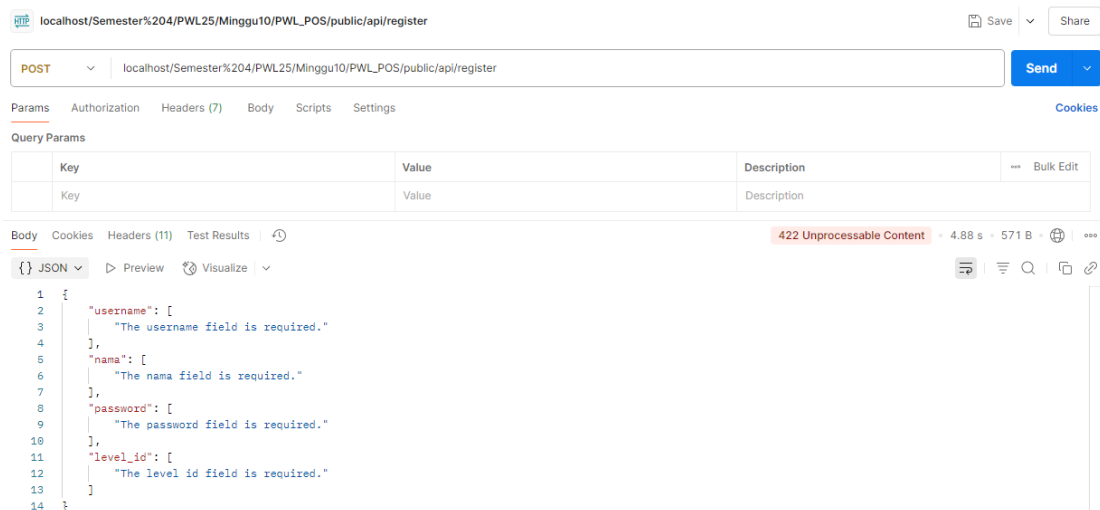 HTTP localhost/Semester%204/PWL25/Minggu10/PWL_POS/public/api/register Save Share
POST localhost/Semester%204/PWL25/Minggu10/PWL_POS/public/api/register Send
Params Authorization Headers (7) Body Scripts Settings Cookies
Query Params
Key Value Description Bulk Edit
Key Value Description
Body Cookies Headers (11) Test Results 422 Unprocessable Content 4.88 s 571 B
{} JSON Preview Visualize
1 {
2 "username": [
3 "The username field is required."
4 ],
5 "nama": [
6 "The nama field is required."
7 ],
8 "password": [
9 "The password field is required."
10 ],
11 "level_id": [
12 "The level id field is required."
13 ]
14 }